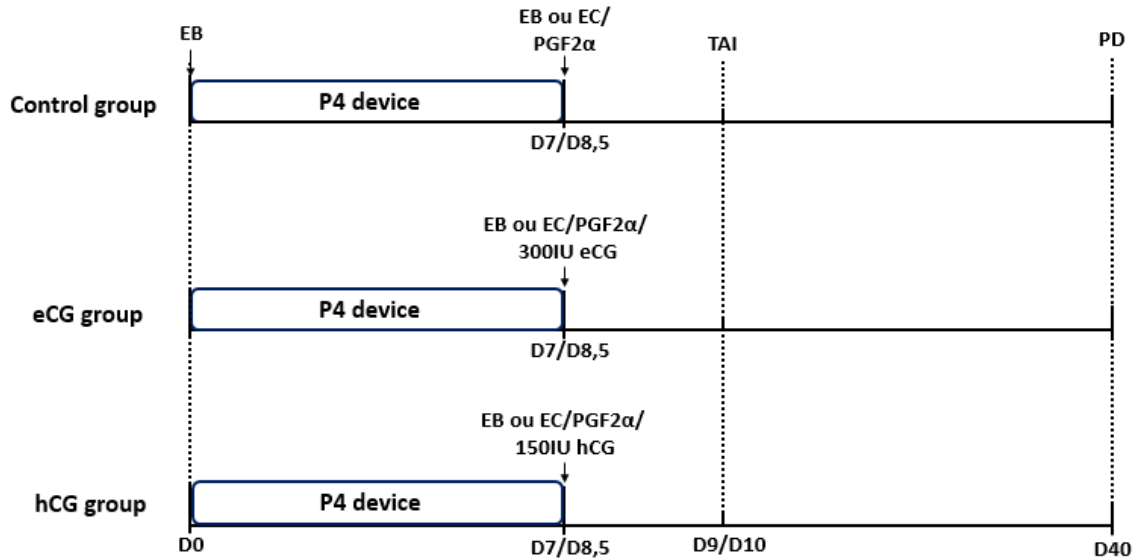 EB
EB ou EC/
PGF2α
TAI
PD
Control group
P4 device
D7/D8,5
EB ou EC/PGF2α/
300IU eCG
eCG group
P4 device
D7/D8,5
EB ou EC/PGF2α/
150IU hCG
hCG group
P4 device
D0
D7/D8,5
D9/D10
D40